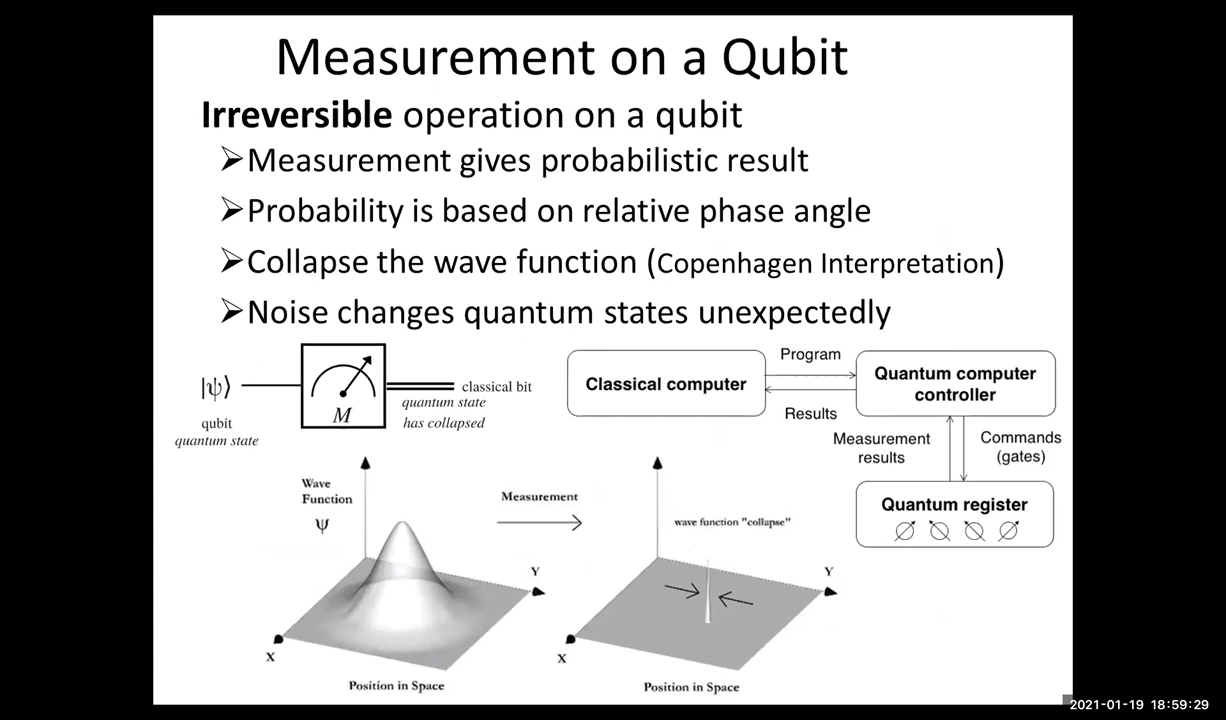 Measurement on a Qubit
Irreversible operation on a qubit
➢Measurement gives probabilistic result
➢Probability is based on relative phase angle
➢Collapse the wave function (Copenhagen Interpretation)
➢Noise changes quantum states unexpectedly
|ψ⟩
qubit
quantum state
M
classical bit
quantum state
has collapsed
Classical computer
Program
Results
Quantum computer
controller
Measurement
results
Commands
(gates)
Quantum register
Wave
Function
Ψ
Y
X
Position in Space
Measurement
wave function "collapse"
Y
X
Position in Space
2021-01-19 18:59:29